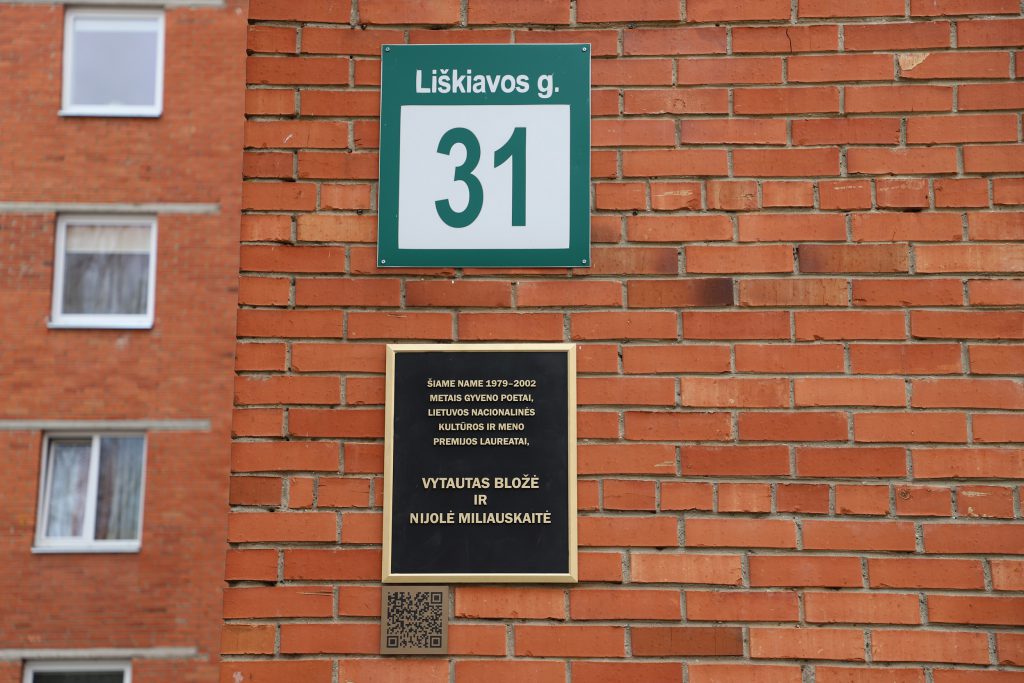 Liškiavos g.
31
ŠIAME NAME 1979–2002
METAIS GYVENO POETAI,
LIETUVOS NACIONALINĖS
KULTŪROS IR MENO
PREMIJOS LAUREATAI,
VYTAUTAS BLOŽĖ
IR
NIJOLĖ MILIAUSKAITĖ